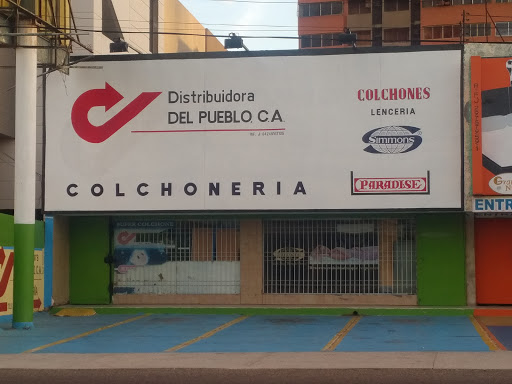 Distribuidora
DEL PUEBLO, C.A.
COLCHONERIA
COLCHONES
LENCERIA
Simmons
PARADISE
ENTR